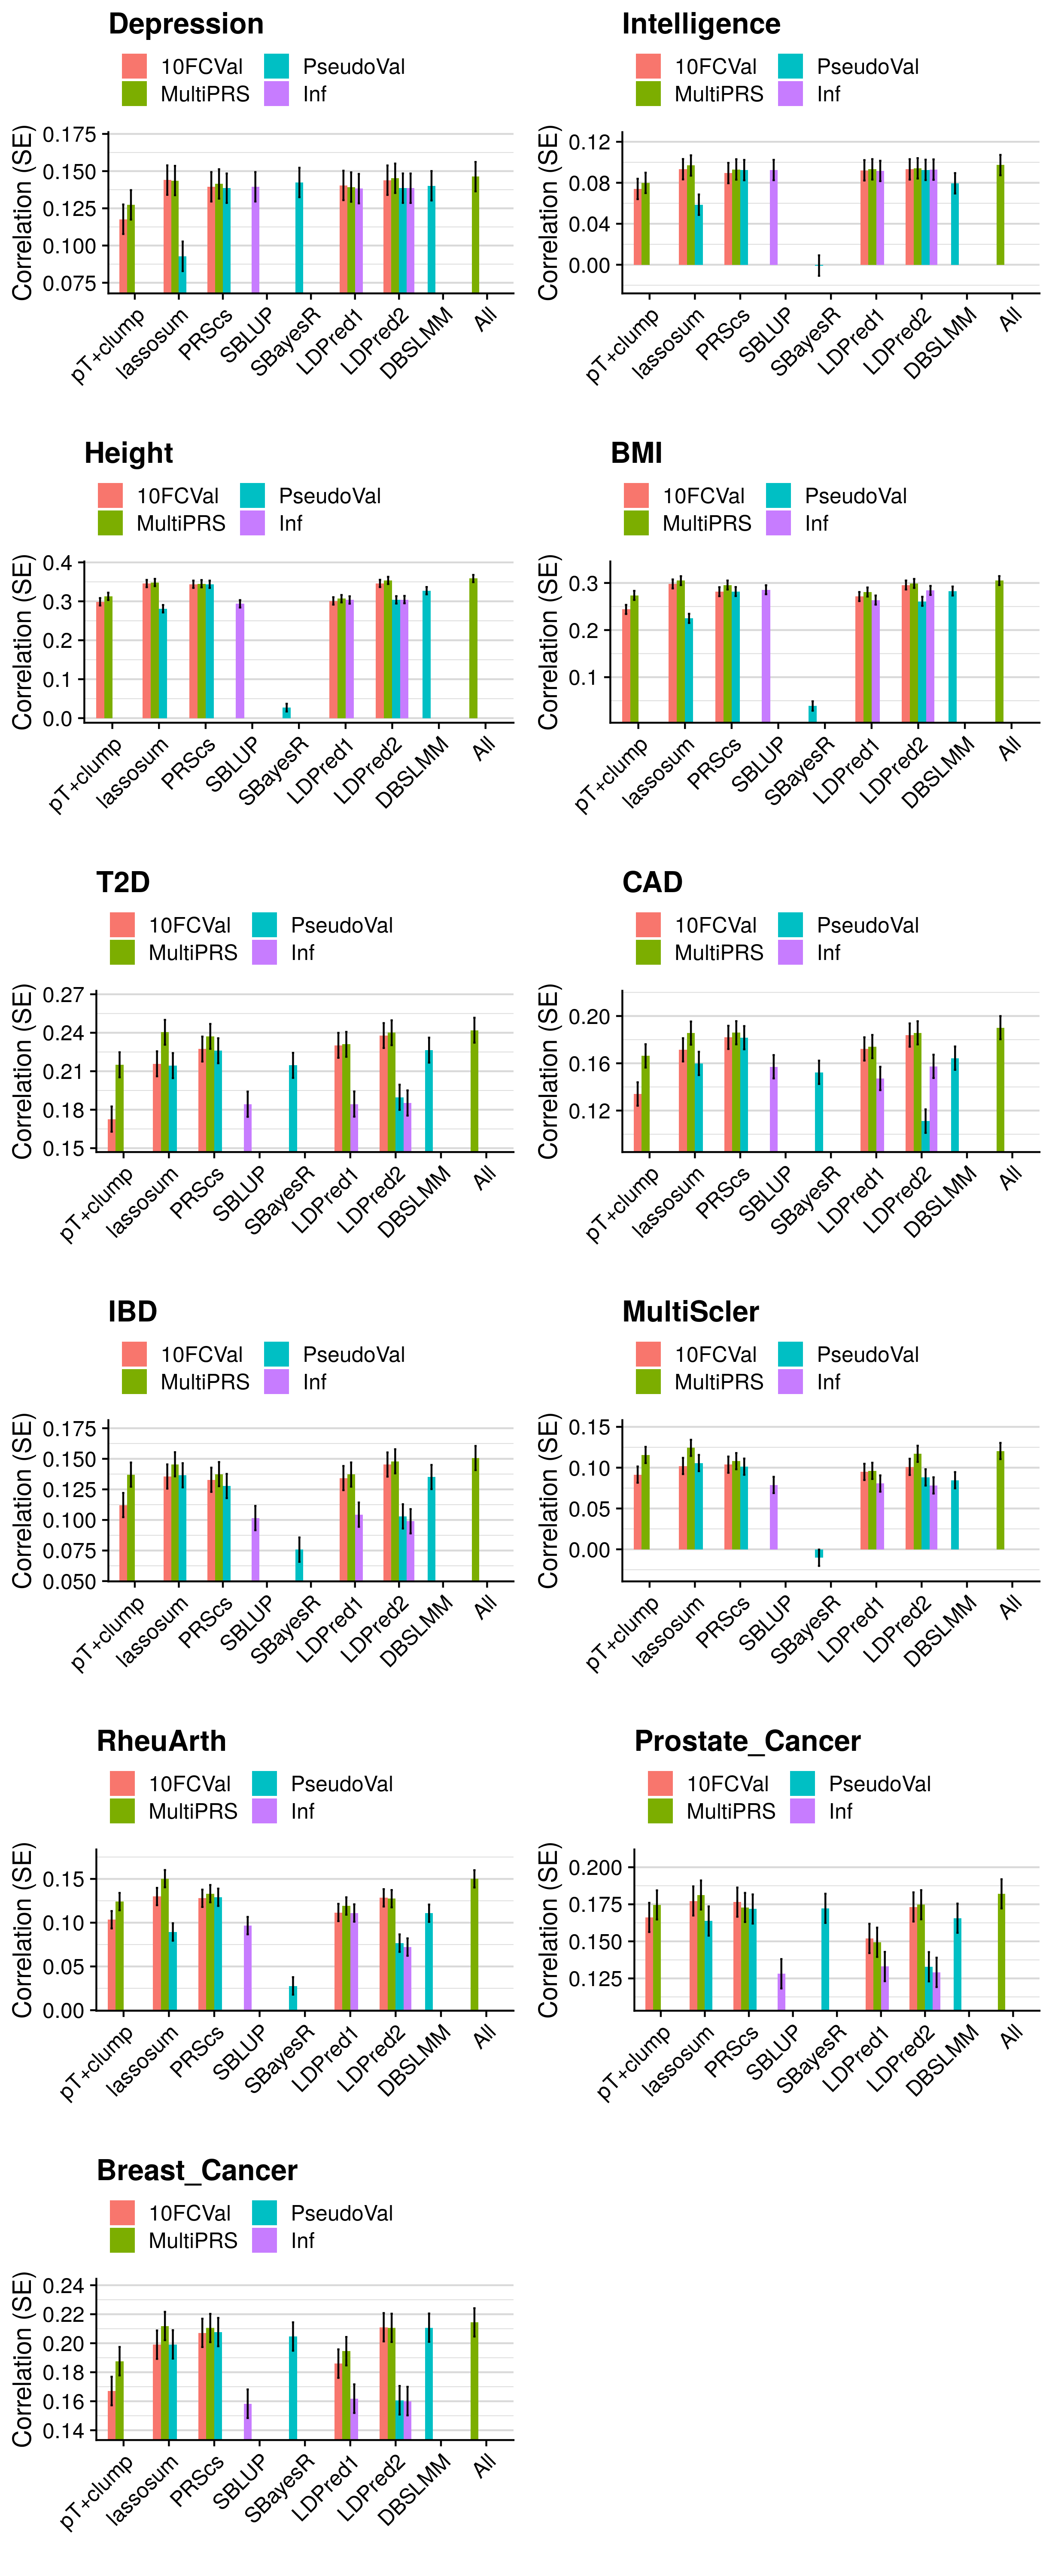 Depression
10FCVal PseudoVal
MultiPRS Inf
Correlation (SE)
0.175
0.150
0.125
0.100
0.075
pT+clump lassosum PRScs SBLUP SBayesR LDPred1 LDPred2 DBSLMM All
Intelligence
10FCVal PseudoVal
MultiPRS Inf
Correlation (SE)
0.12
0.08
0.04
0.00
pT+clump lassosum PRScs SBLUP SBayesR LDPred1 LDPred2 DBSLMM All
Height
10FCVal PseudoVal
MultiPRS Inf
Correlation (SE)
0.4
0.3
0.2
0.1
0.0
pT+clump lassosum PRScs SBLUP SBayesR LDPred1 LDPred2 DBSLMM All
BMI
10FCVal PseudoVal
MultiPRS Inf
Correlation (SE)
0.3
0.2
0.1
pT+clump lassosum PRScs SBLUP SBayesR LDPred1 LDPred2 DBSLMM All
T2D
10FCVal PseudoVal
MultiPRS Inf
Correlation (SE)
0.27
0.24
0.21
0.18
0.15
pT+clump lassosum PRScs SBLUP SBayesR LDPred1 LDPred2 DBSLMM All
CAD
10FCVal PseudoVal
MultiPRS Inf
Correlation (SE)
0.20
0.16
0.12
pT+clump lassosum PRScs SBLUP SBayesR LDPred1 LDPred2 DBSLMM All
IBD
10FCVal PseudoVal
MultiPRS Inf
Correlation (SE)
0.175
0.150
0.125
0.100
0.075
0.050
pT+clump lassosum PRScs SBLUP SBayesR LDPred1 LDPred2 DBSLMM All
MultiScler
10FCVal PseudoVal
MultiPRS Inf
Correlation (SE)
0.15
0.10
0.05
0.00
pT+clump lassosum PRScs SBLUP SBayesR LDPred1 LDPred2 DBSLMM All
RheuArth
10FCVal PseudoVal
MultiPRS Inf
Correlation (SE)
0.15
0.10
0.05
0.00
pT+clump lassosum PRScs SBLUP SBayesR LDPred1 LDPred2 DBSLMM All
Prostate_Cancer
10FCVal PseudoVal
MultiPRS Inf
Correlation (SE)
0.200
0.175
0.150
0.125
pT+clump lassosum PRScs SBLUP SBayesR LDPred1 LDPred2 DBSLMM All
Breast_Cancer
10FCVal PseudoVal
MultiPRS Inf
Correlation (SE)
0.24
0.22
0.20
0.18
0.16
0.14
pT+clump lassosum PRScs SBLUP SBayesR LDPred1 LDPred2 DBSLMM All